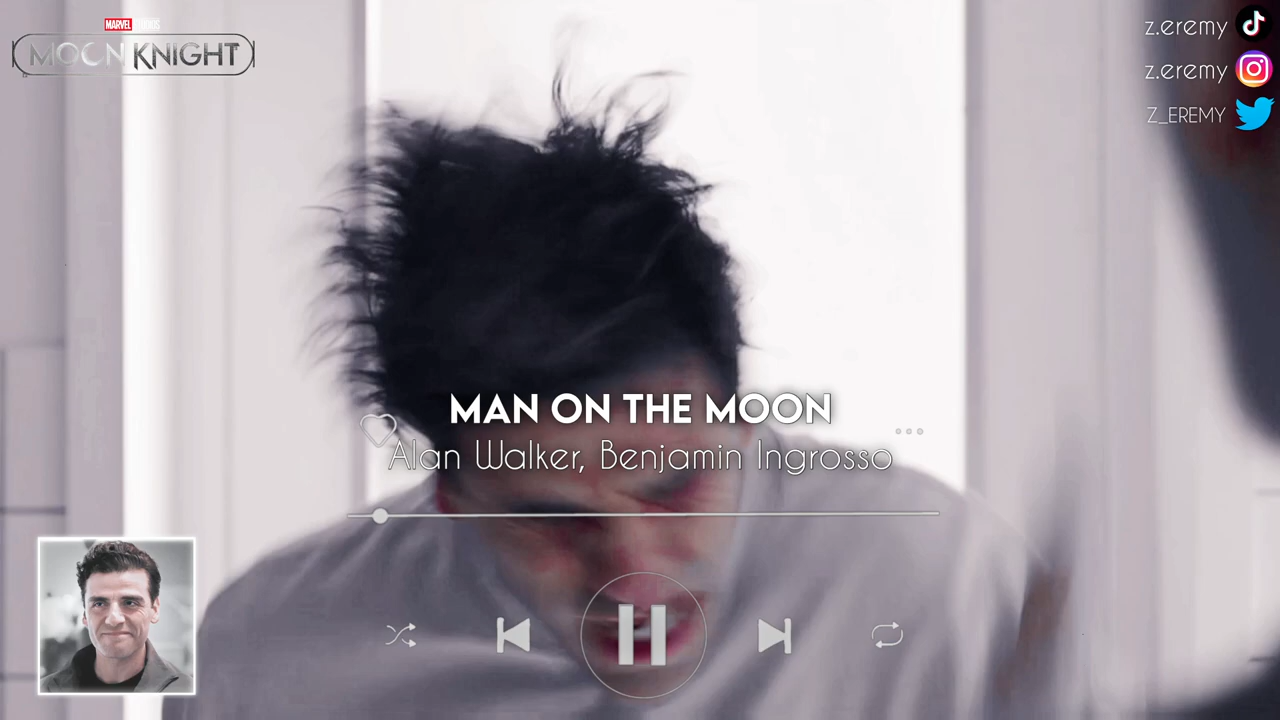 MARVEL STUDIOS
MOON KNIGHT
z.eremy
z.eremy
Z_EREMY
MAN ON THE MOON
Alan Walker, Benjamin Ingrosso